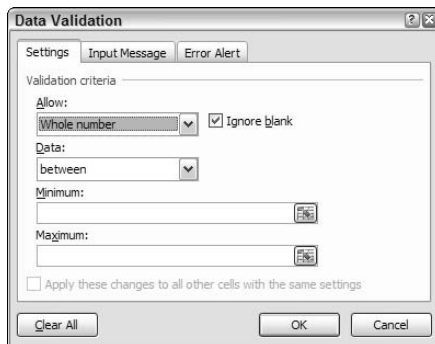 Data Validation
Settings Input Message Error Alert
Validation criteria
Allow:
Whole number Ignore blank
Data:
between
Minimum:
Maximum:
Apply these changes to all other cells with the same settings
Clear All OK Cancel